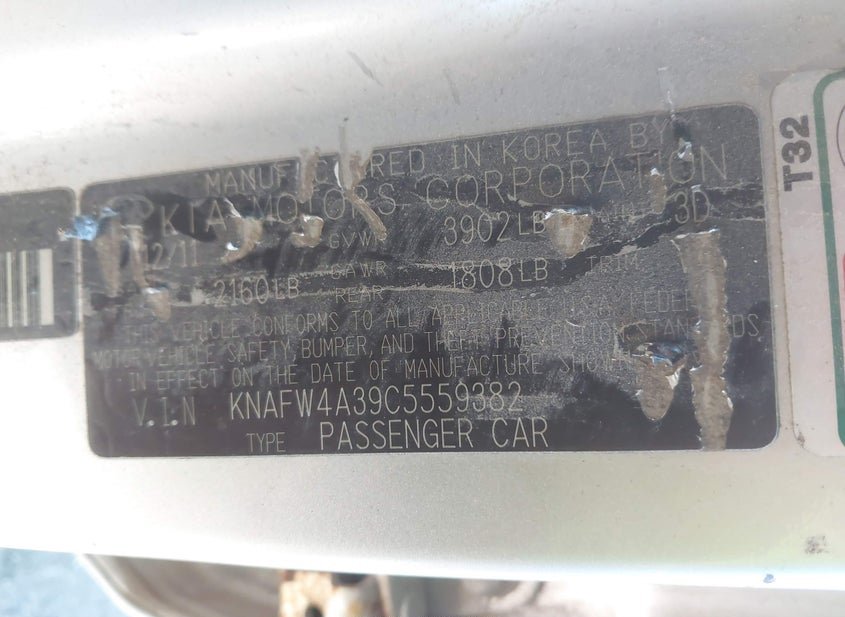 MANUF CTURED IN KOREA BY
KIA MOTORS CORPORATION
12/11 GVWR 3902LB 3D
2160LB GAWR REAR 1808LB TRIM
THIS VEHICLE CONFORMS TO ALL APPLICABLE U.S.A FEDER
MOTOR VEHICLE SAFETY, BUMPER, AND THEFT PREVENTION STANDARDS
IN EFFECT ON THE DATE OF MANUFACTURE SHOWN
V.I.N KNAFW4A39C5559382
TYPE PASSENGER CAR
T32